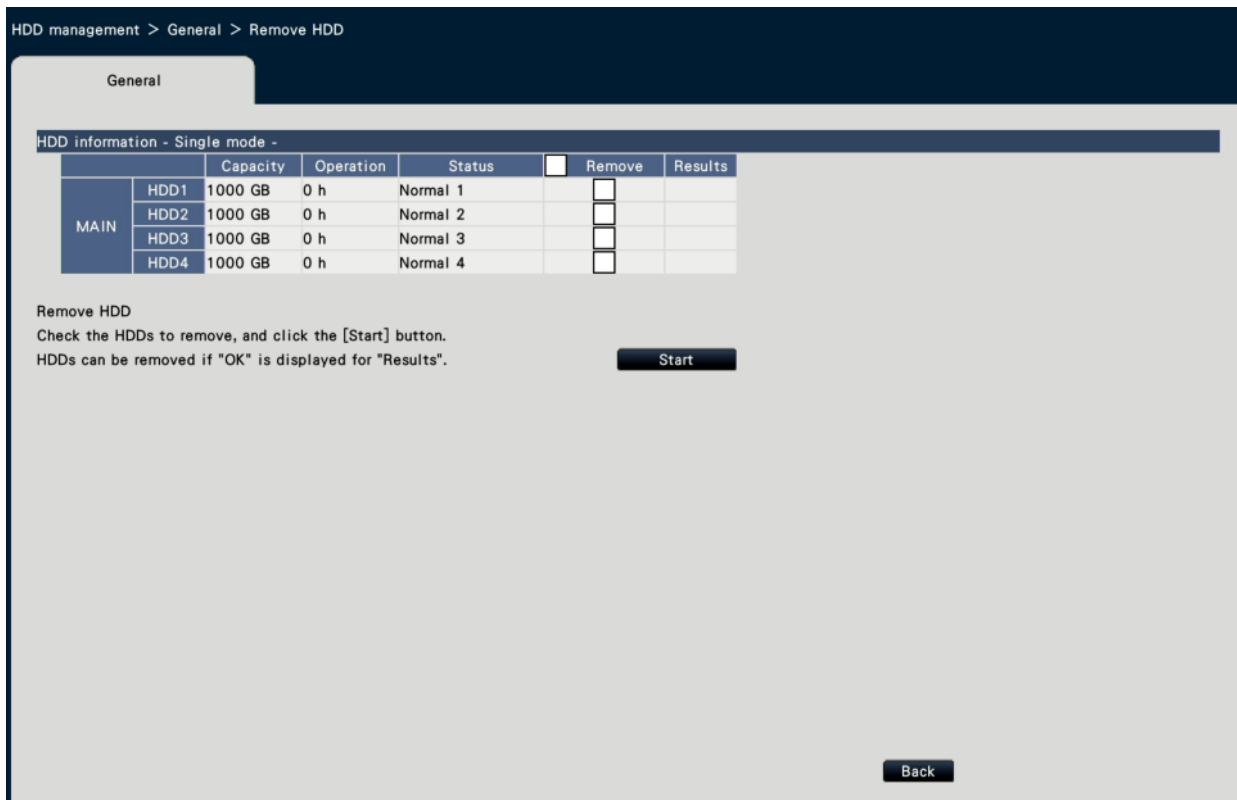 HDD management > General > Remove HDD
General
HDD information - Single mode -
Capacity Operation Status Remove Results
MAIN
HDD1 1000 GB 0 h Normal 1
HDD2 1000 GB 0 h Normal 2
HDD3 1000 GB 0 h Normal 3
HDD4 1000 GB 0 h Normal 4
Remove HDD
Check the HDDs to remove, and click the [Start] button.
HDDs can be removed if "OK" is displayed for "Results". Start
Back